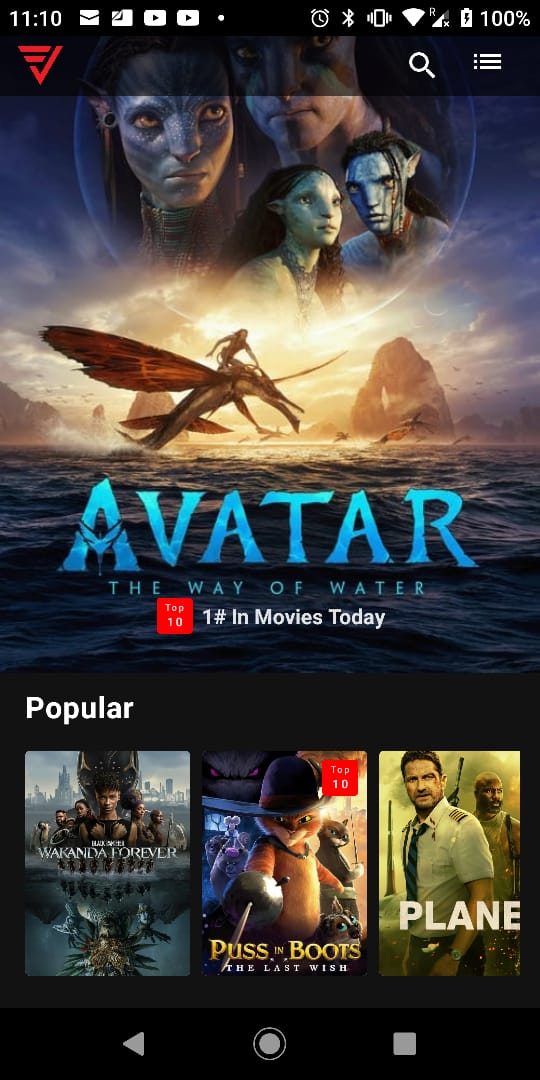 11:10
R
100%
AVATAR
THE WAY OF WATER
Top
10
1# In Movies Today
Popular
BLACK PANTHER
WAKANDA FOREVER
Top
10
PUSS IN BOOTS
THE LAST WISH
PLANE